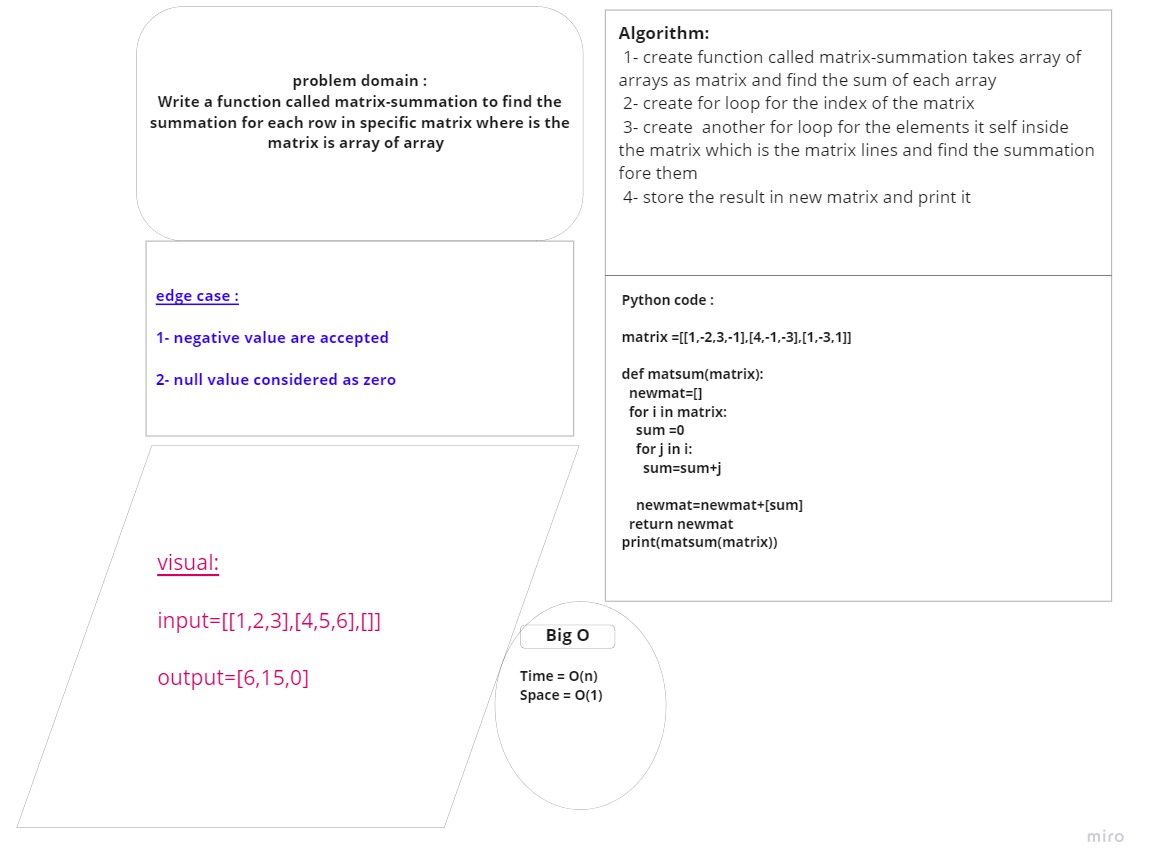 problem domain :
Write a function called matrix-summation to find the
summation for each row in specific matrix where is the
matrix is array of array
edge case :
1- negative value are accepted
2- null value considered as zero
visual:
input=[[1,2,3],[4,5,6],[]]
output=[6,15,0]
Algorithm:
1- create function called matrix-summation takes array of
arrays as matrix and find the sum of each array
2- create for loop for the index of the matrix
3- create  another for loop for the elements it self inside
the matrix which is the matrix lines and find the summation
fore them
4- store the result in new matrix and print it
Python code :
matrix =[[1,-2,3,-1],[4,-1,-3],[1,-3,1]]
def matsum(matrix):
  newmat=[]
  for i in matrix:
    sum =0
    for j in i:
      sum=sum+j
    newmat=newmat+[sum]
  return newmat
print(matsum(matrix))
Big O
Time = O(n)
Space = O(1)
miro